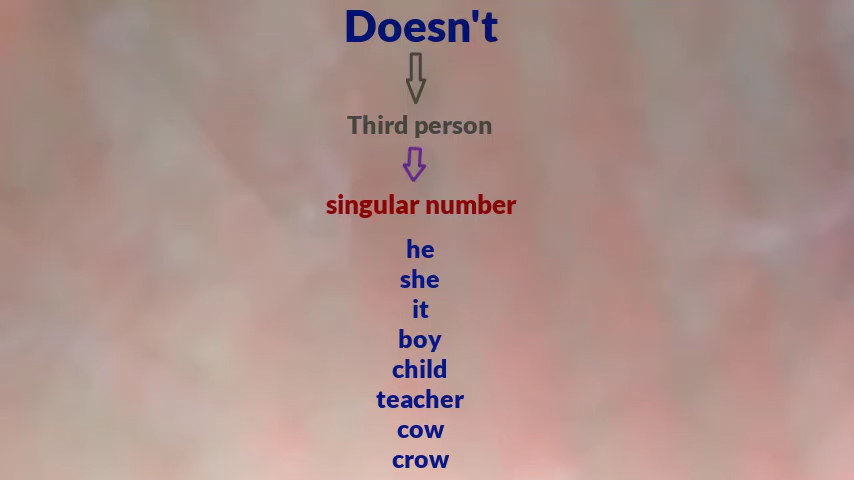 Doesn't
Third person
singular number
he
she
it
boy
child
teacher
cow
crow